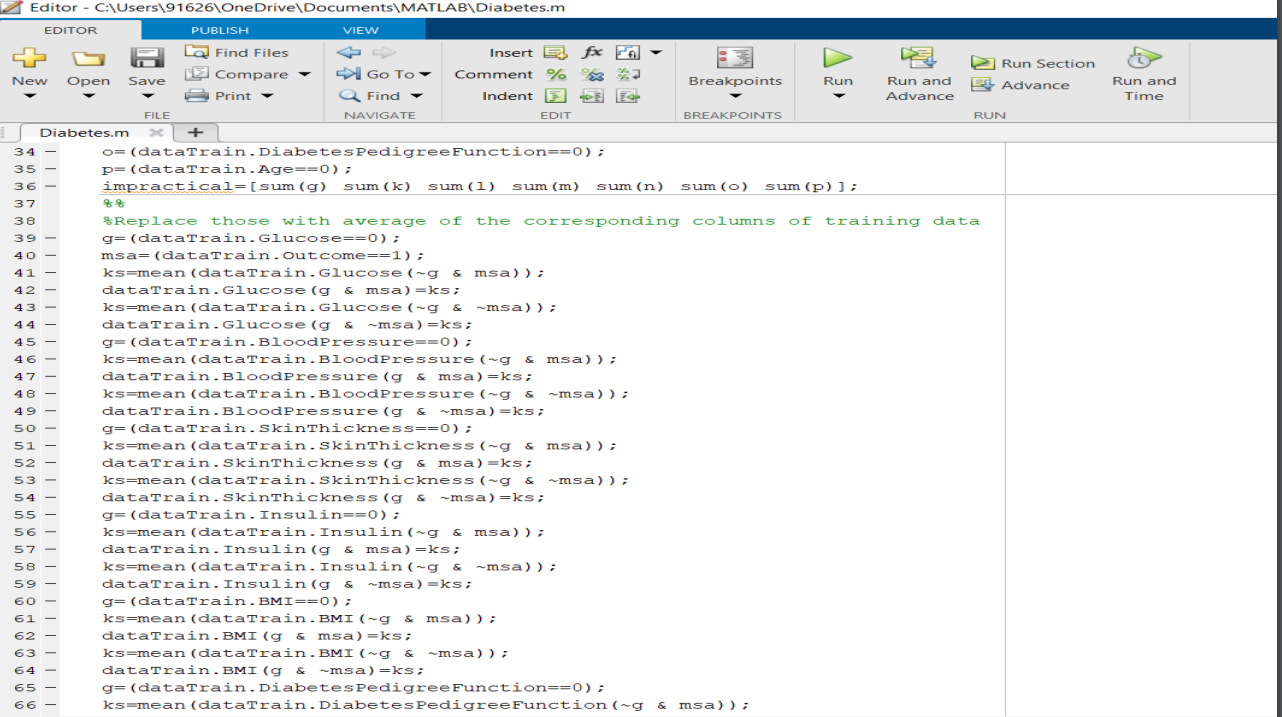 Editor - C:\Users\91626\OneDrive\Documents\MATLAB\Diabetes.m
EDITOR PUBLISH VIEW
New Open Save Find Files Compare Print
FILE
Go To Find
NAVIGATE
Insert fx
Comment %
Indent
EDIT
Breakpoints
BREAKPOINTS
Run Run and Advance Run Section Advance Run and Time
RUN
Diabetes.m × +
34 – o=(dataTrain.DiabetesPedigreeFunction==0);
35 – p=(dataTrain.Age==0);
36 – impractical=[sum(g) sum(k) sum(l) sum(m) sum(n) sum(o) sum(p)];
37 %%
38 %Replace those with average of the corresponding columns of training data
39 – g=(dataTrain.Glucose==0);
40 – msa=(dataTrain.Outcome==1);
41 – ks=mean(dataTrain.Glucose(~g & msa));
42 – dataTrain.Glucose(g & msa)=ks;
43 – ks=mean(dataTrain.Glucose(~g & ~msa));
44 – dataTrain.Glucose(g & ~msa)=ks;
45 – g=(dataTrain.BloodPressure==0);
46 – ks=mean(dataTrain.BloodPressure(~g & msa));
47 – dataTrain.BloodPressure(g & msa)=ks;
48 – ks=mean(dataTrain.BloodPressure(~g & ~msa));
49 – dataTrain.BloodPressure(g & ~msa)=ks;
50 – g=(dataTrain.SkinThickness==0);
51 – ks=mean(dataTrain.SkinThickness(~g & msa));
52 – dataTrain.SkinThickness(g & msa)=ks;
53 – ks=mean(dataTrain.SkinThickness(~g & ~msa));
54 – dataTrain.SkinThickness(g & ~msa)=ks;
55 – g=(dataTrain.Insulin==0);
56 – ks=mean(dataTrain.Insulin(~g & msa));
57 – dataTrain.Insulin(g & msa)=ks;
58 – ks=mean(dataTrain.Insulin(~g & ~msa));
59 – dataTrain.Insulin(g & ~msa)=ks;
60 – g=(dataTrain.BMI==0);
61 – ks=mean(dataTrain.BMI(~g & msa));
62 – dataTrain.BMI(g & msa)=ks;
63 – ks=mean(dataTrain.BMI(~g & ~msa));
64 – dataTrain.BMI(g & ~msa)=ks;
65 – g=(dataTrain.DiabetesPedigreeFunction==0);
66 – ks=mean(dataTrain.DiabetesPedigreeFunction(~g & msa));